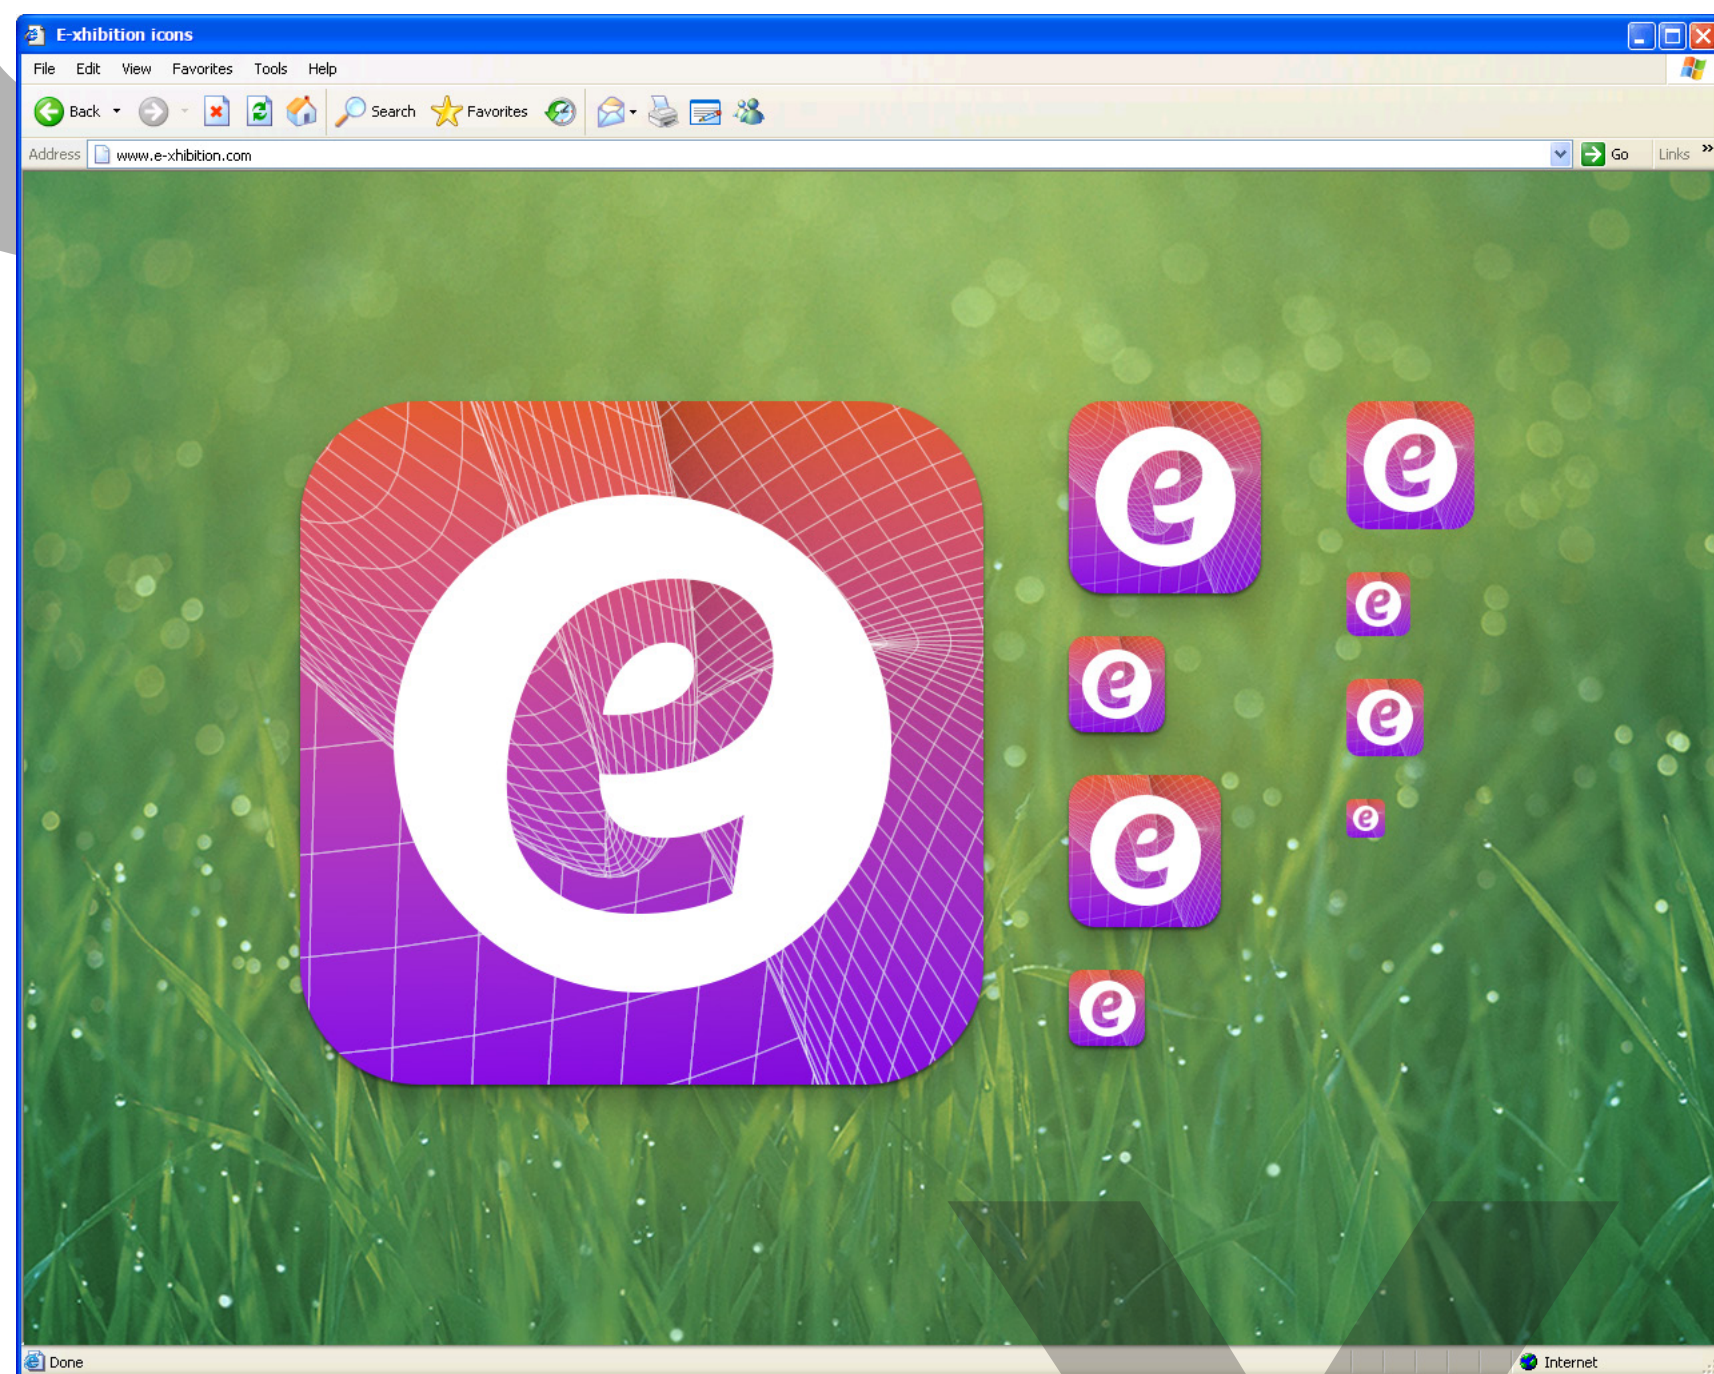 E-xhibition icons
File Edit View Favorites Tools Help
Back Search Favorites
Address www.e-xhibition.com Go Links »
e e e
e
e
e
e
e
e
Done Internet